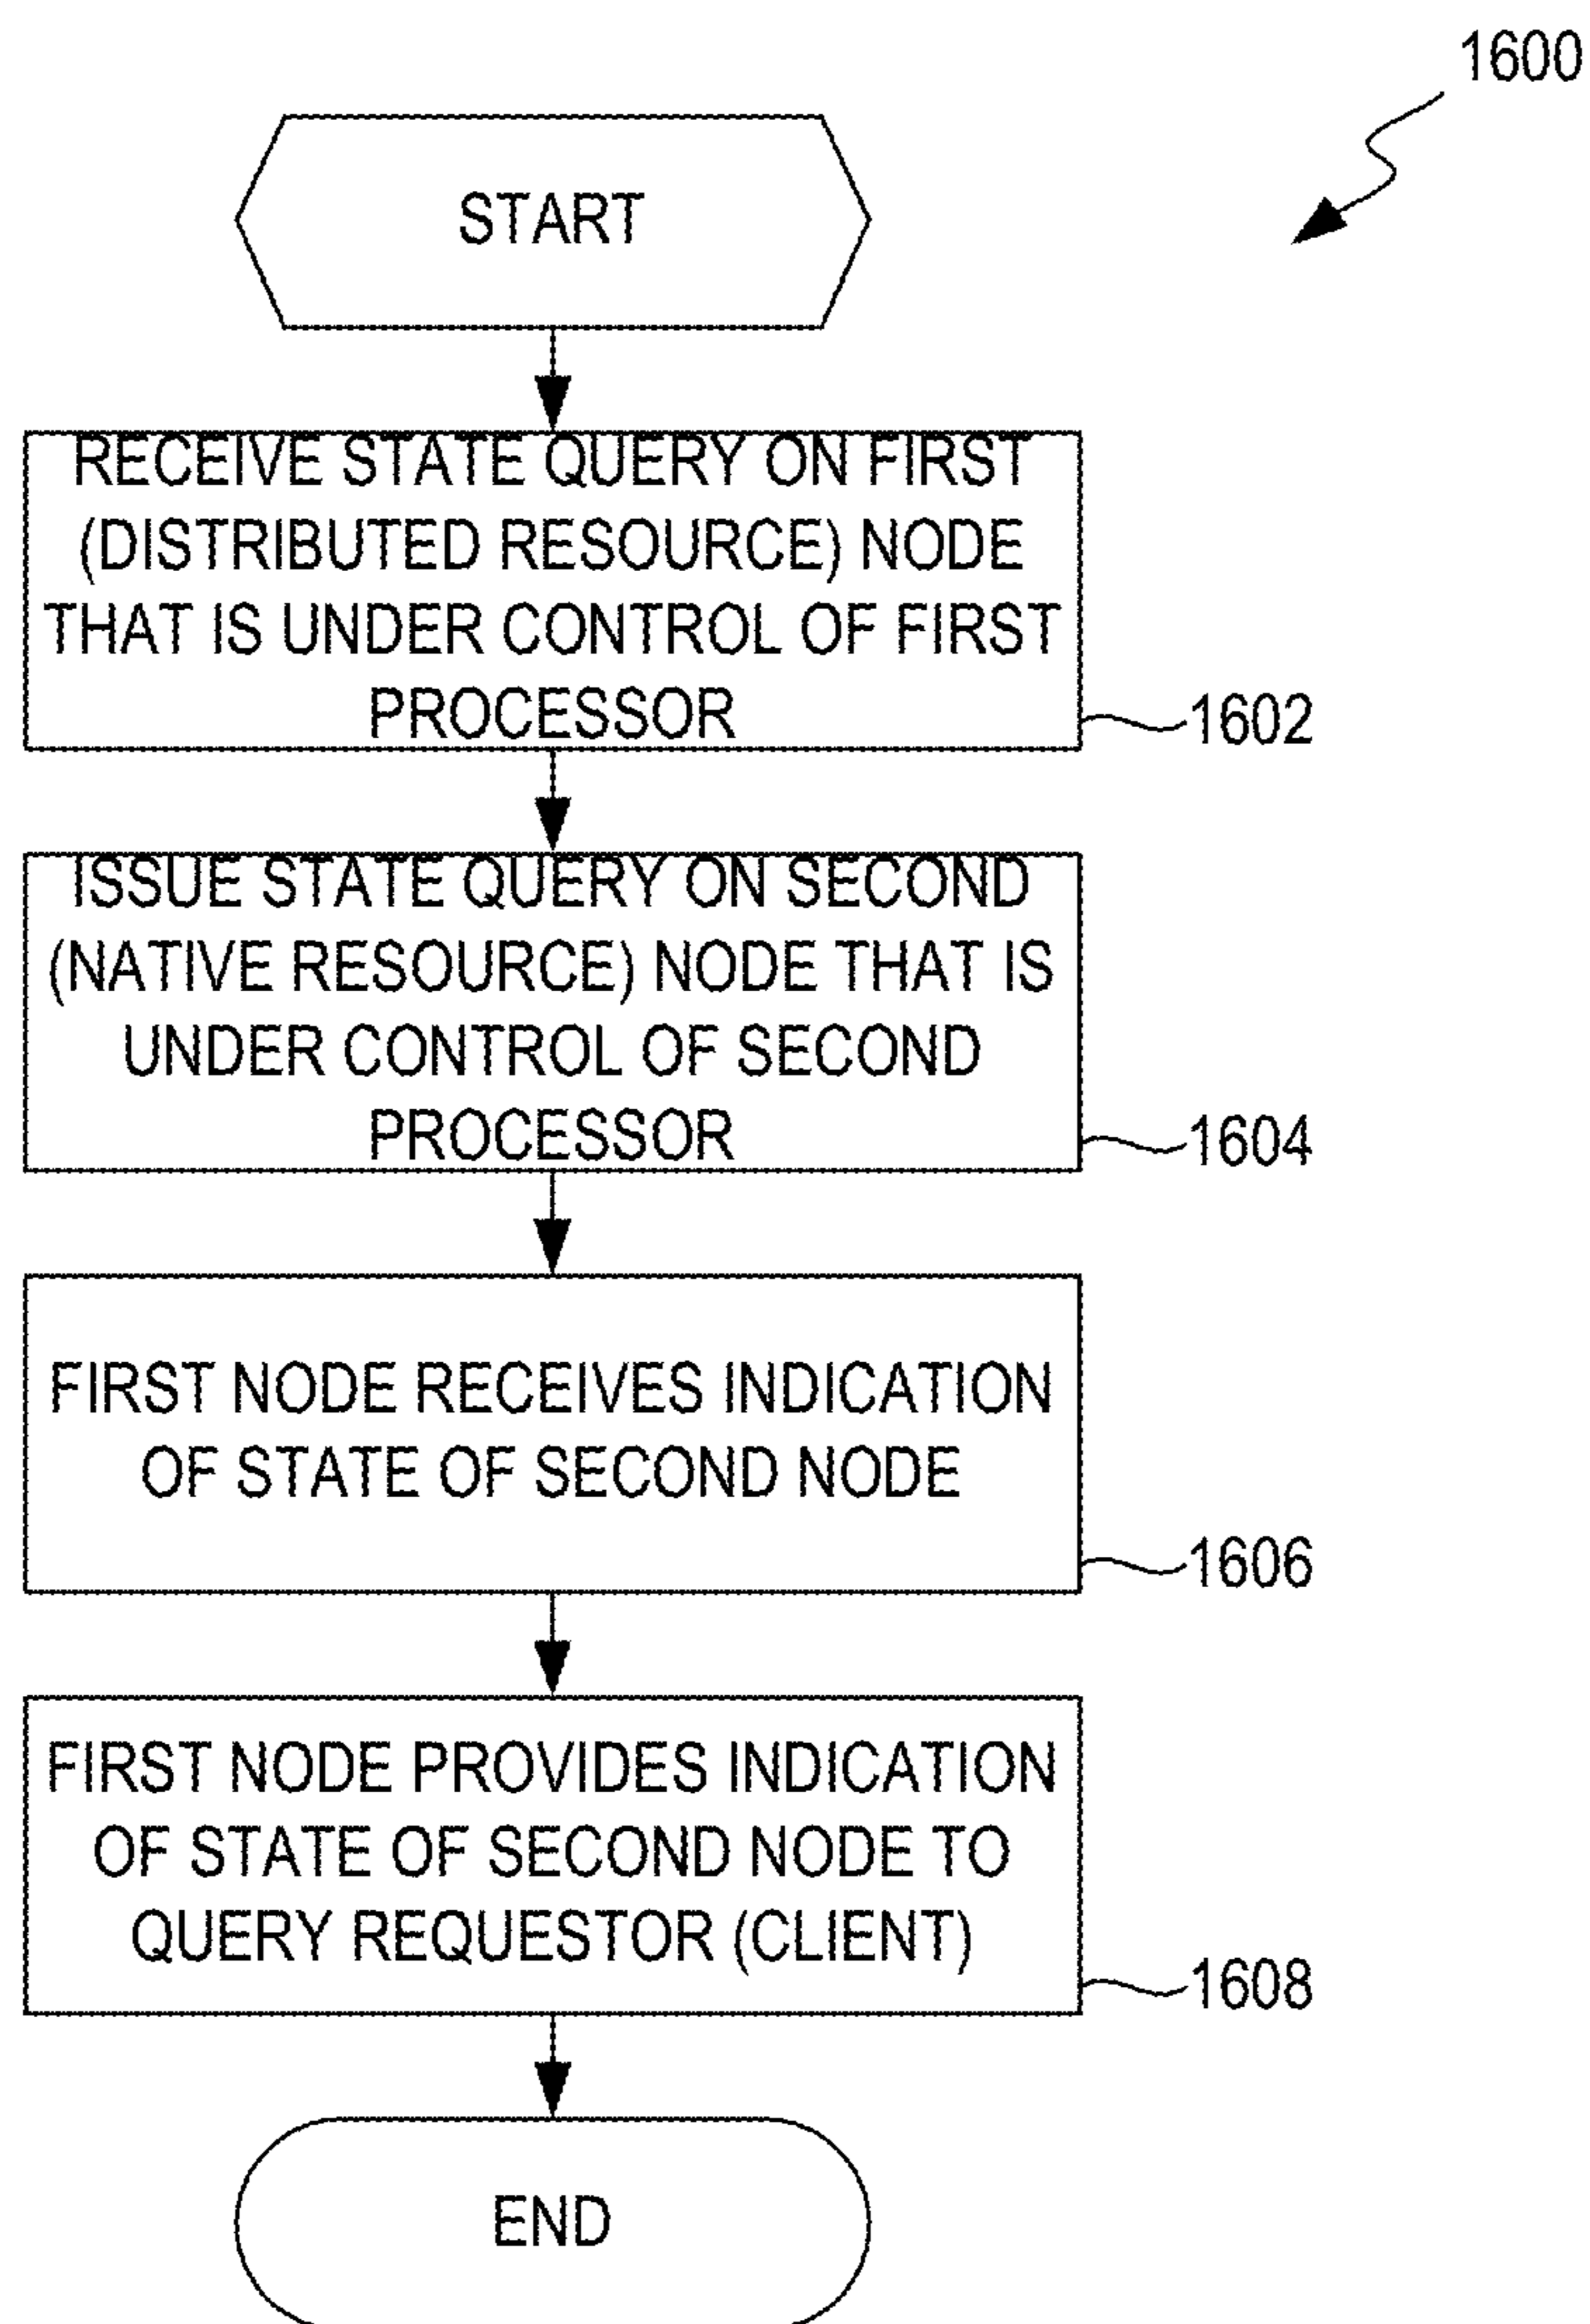 1600
START
RECEIVE STATE QUERY ON FIRST
(DISTRIBUTED RESOURCE) NODE
THAT IS UNDER CONTROL OF FIRST
PROCESSOR
1602
ISSUE STATE QUERY ON SECOND
(NATIVE RESOURCE) NODE THAT IS
UNDER CONTROL OF SECOND
PROCESSOR
1604
FIRST NODE RECEIVES INDICATION
OF STATE OF SECOND NODE
1606
FIRST NODE PROVIDES INDICATION
OF STATE OF SECOND NODE TO
QUERY REQUESTOR (CLIENT)
1608
END